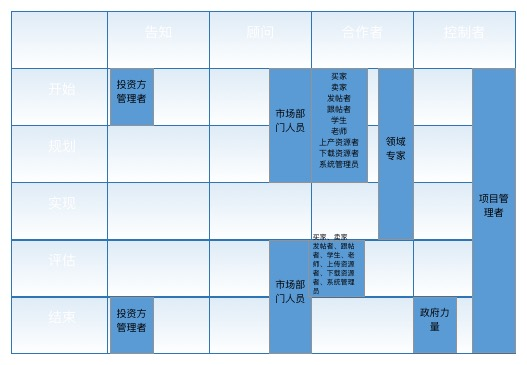 告知 顾问 合作者 控制者
开始
规划
实现
评估
结束
投资方
管理者
市场部
门人员
买家
卖家
发帖者
跟帖者
学生
老师
上产资源者
下载资源者
系统管理员
领域
专家
项目管
理者
买家、卖家、
发帖者、跟帖
者、学生、老
师、上传资源
者、下载资源
者、系统管理
员
市场部
门人员
投资方
管理者
政府力
量